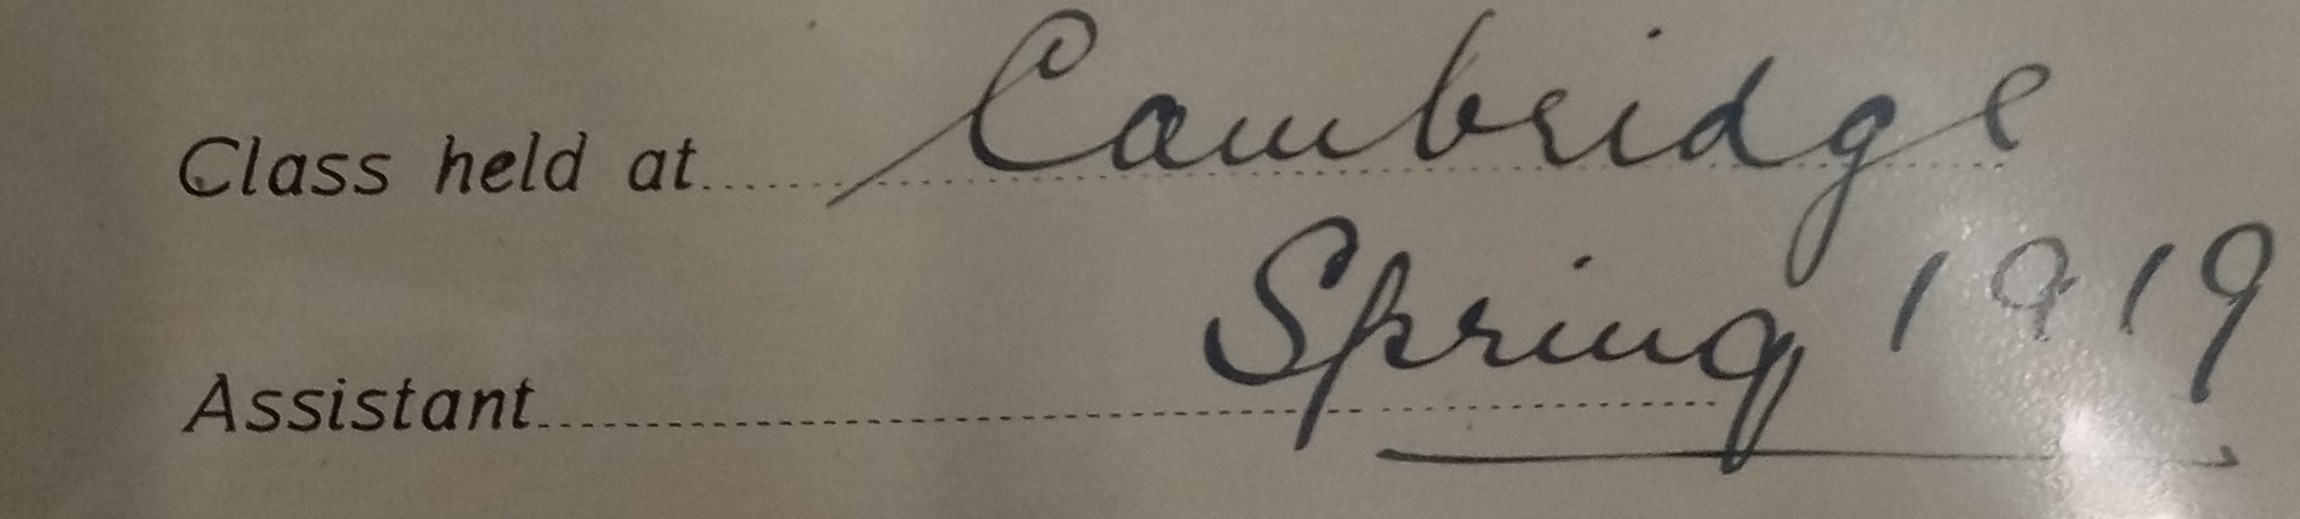 Class held at Cambridge
Spring 1919
Assistant